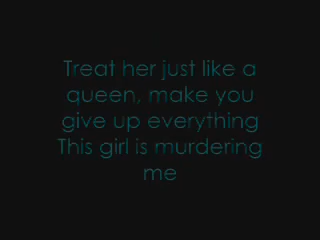 Treat her just like a
queen, make you
give up everything
This girl is murdering
me